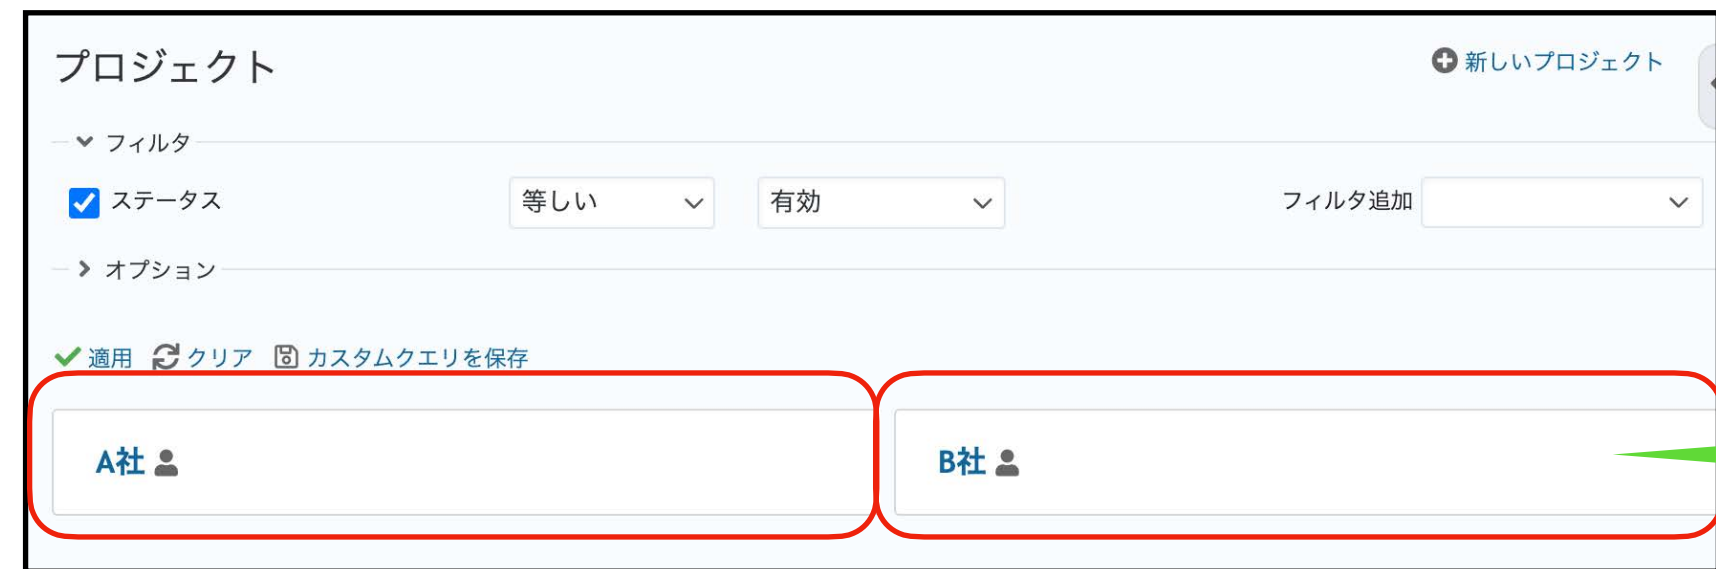 プロジェクト
新しいプロジェクト
フィルタ
ステータス 等しい 有効 フィルタ追加
オプション
適用 クリア カスタムクエリを保存
A社 B社